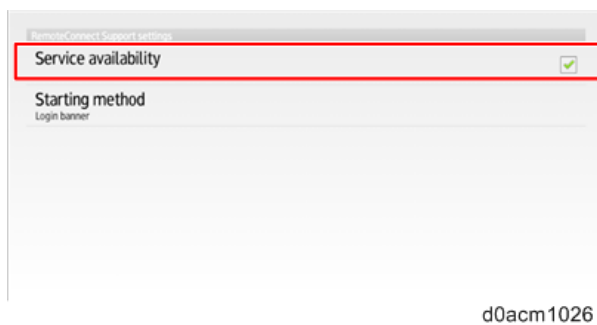 RemoteConnect Support settings
Service availability
Starting method
Login banner
d0acm1026